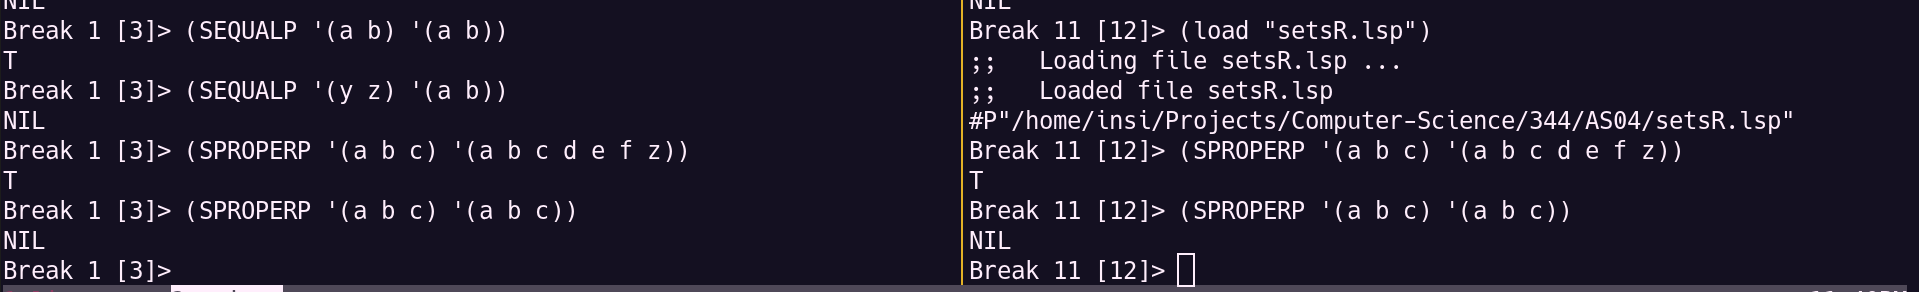 NIL
Break 1 [3]> (SEQUALP '(a b) '(a b))
T
Break 1 [3]> (SEQUALP '(y z) '(a b))
NIL
Break 1 [3]> (SPROPERP '(a b c) '(a b c d e f z))
T
Break 1 [3]> (SPROPERP '(a b c) '(a b c))
NIL
Break 1 [3]>
NIL
Break 11 [12]> (load "setsR.lsp")
;;   Loading file setsR.lsp ...
;;   Loaded file setsR.lsp
#P"/home/insi/Projects/Computer-Science/344/AS04/setsR.lsp"
Break 11 [12]> (SPROPERP '(a b c) '(a b c d e f z))
T
Break 11 [12]> (SPROPERP '(a b c) '(a b c))
NIL
Break 11 [12]>